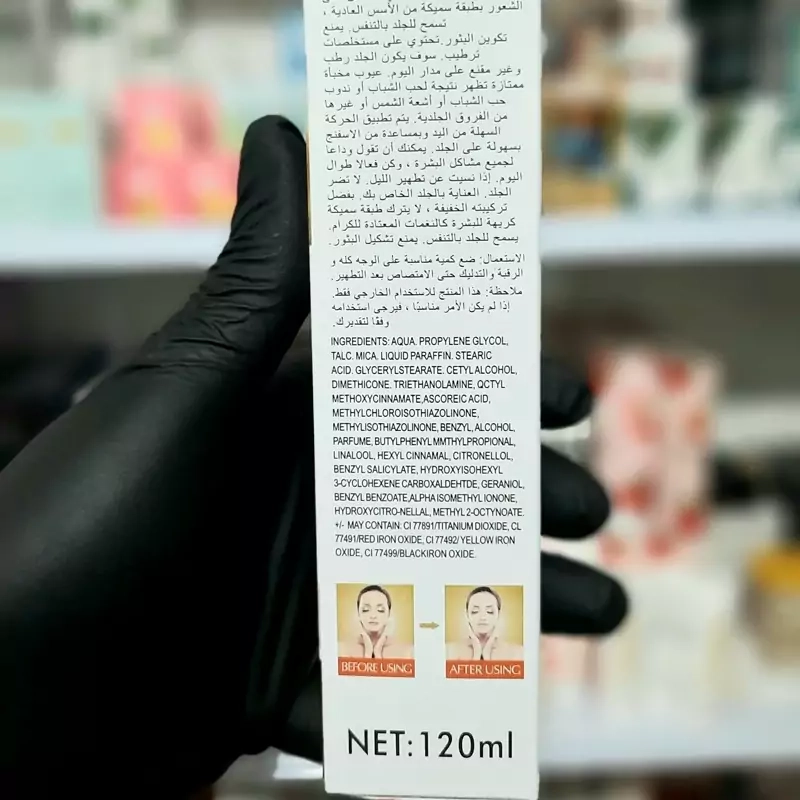 الشعور بطبقة سميكة من الأسس العادية ،
تسمح للجلد بالتنفس. يمنع
تكوين البثور.تحتوي على مستخلصات
ترطيب. سوف يكون الجلد رطب
وغير مقنع على مدار اليوم. عيوب مخبأة
ممتازة تظهر نتيجة لحب الشباب أو ندوب
حب الشباب أو أشعة الشمس أو غيرها
من الفروق الجلدية. يتم تطبيق الحركة
السهلة من اليد وبمساعدة من الاسفنج
بسهولة على الجلد. يمكنك أن تقول وداعا
لجميع مشاكل البشرة ، وكن فعالا طوال
اليوم. إذا نسيت عن تطهير الليل. لا تضر
الجلد. العناية بالجلد الخاص بك. بفضل
تركيبته الخفيفة ، لا يترك طبقة سميكة
كريهة للبشرة كالنغمات المعتادة للكرام.
يسمح للجلد بالتنفس. يمنع تشكيل البثور.
الاستعمال: ضع كمية مناسبة على الوجه كله و
الرقبة والتدليك حتى الامتصاص بعد التطهير.
ملاحظة: هذا المنتج للاستخدام الخارجي فقط.
إذا لم يكن الأمر مناسبًا ، فيرجى استخدامه
وفقًا لتقديرك.
INGREDIENTS: AQUA. PROPYLENE GLYCOL,
TALC. MICA. LIQUID PARAFFIN. STEARIC
ACID. GLYCERYLSTEARATE. CETYL ALCOHOL,
DIMETHICONE. TRIETHANOLAMINE, QCTYL
METHOXYCINNAMATE,ASCOREIC ACID,
METHYLCHLOROISOTHIAZOLINONE,
METHYLISOTHIAZOLINONE, BENZYL, ALCOHOL,
PARFUME, BUTYLPHENYL MMTHYLPROPIONAL,
LINALOOL, HEXYL CINNAMAL, CITRONELLOL,
BENZYL SALICYLATE, HYDROXYISOHEXYL
3-CYCLOHEXENE CARBOXALDEHTDE, GERANIOL,
BENZYL BENZOATE,ALPHA ISOMETHYL IONONE,
HYDROXYCITRO-NELLAL, METHYL 2-OCTYNOATE.
+/- MAY CONTAIN: CI 77891/TITANIUM DIOXIDE, CL
77491/RED IRON OXIDE, CI 77492/ YELLOW IRON
OXIDE, CI 77499/BLACKIRON OXIDE.
BEFORE USING
AFTER USING
NET:120ml